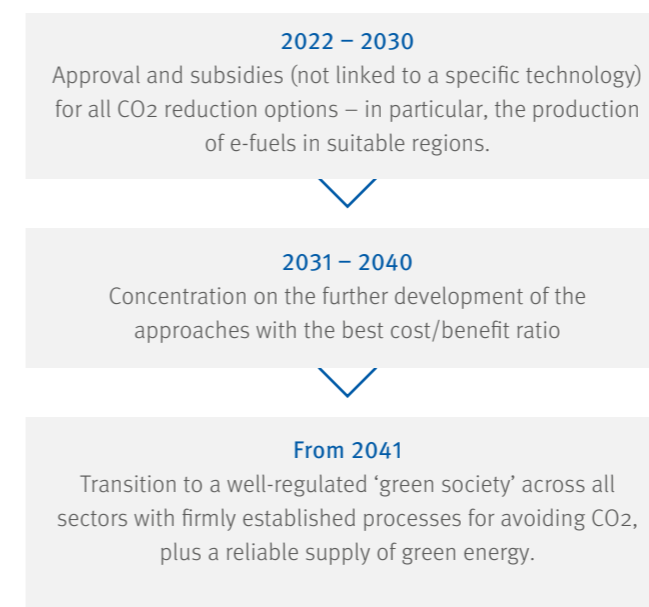 2022 – 2030
Approval and subsidies (not linked to a specific technology)
for all CO2 reduction options – in particular, the production
of e-fuels in suitable regions.
2031 – 2040
Concentration on the further development of the
approaches with the best cost/benefit ratio
From 2041
Transition to a well-regulated ‘green society’ across all
sectors with firmly established processes for avoiding CO2,
plus a reliable supply of green energy.